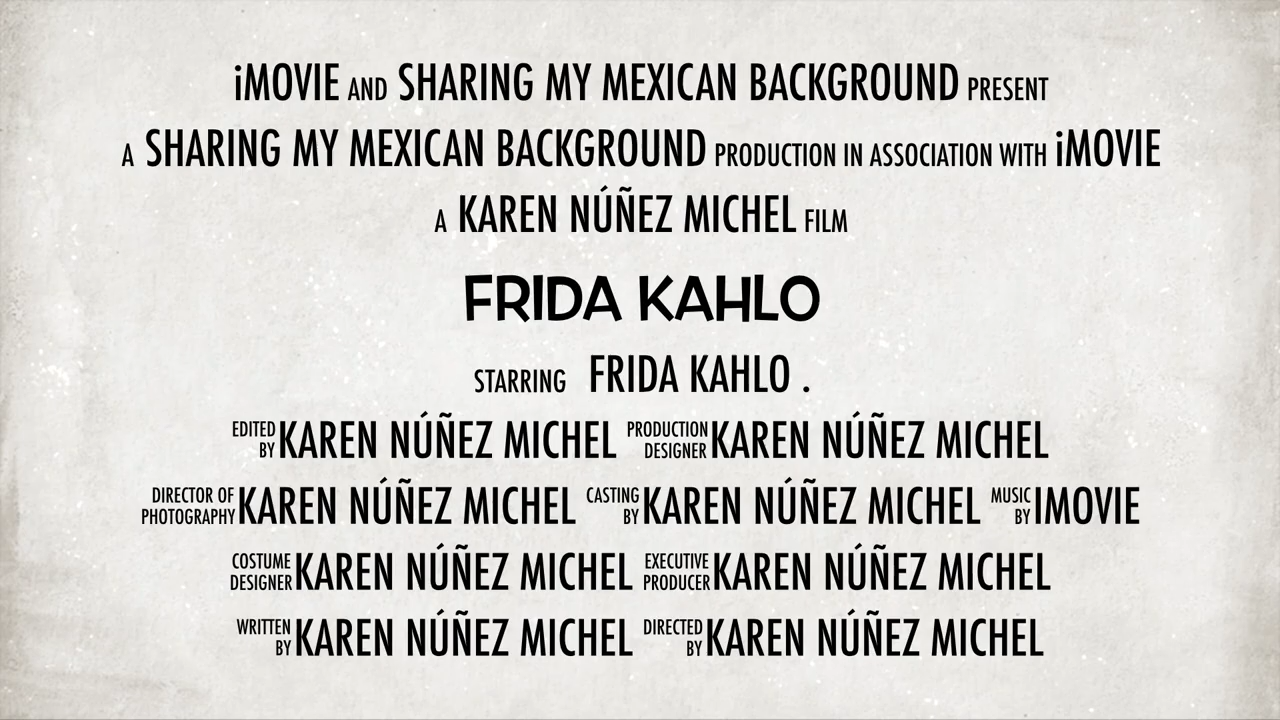 iMOVIE AND SHARING MY MEXICAN BACKGROUND PRESENT
A SHARING MY MEXICAN BACKGROUND PRODUCTION IN ASSOCIATION WITH iMOVIE
A KAREN NÚÑEZ MICHEL FILM
FRIDA KAHLO
STARRING FRIDA KAHLO .
EDITED BY KAREN NÚÑEZ MICHEL PRODUCTION DESIGNER KAREN NÚÑEZ MICHEL
DIRECTOR OF PHOTOGRAPHY KAREN NÚÑEZ MICHEL CASTING BY KAREN NÚÑEZ MICHEL MUSIC BY IMOVIE
COSTUME DESIGNER KAREN NÚÑEZ MICHEL EXECUTIVE PRODUCER KAREN NÚÑEZ MICHEL
WRITTEN BY KAREN NÚÑEZ MICHEL DIRECTED BY KAREN NÚÑEZ MICHEL